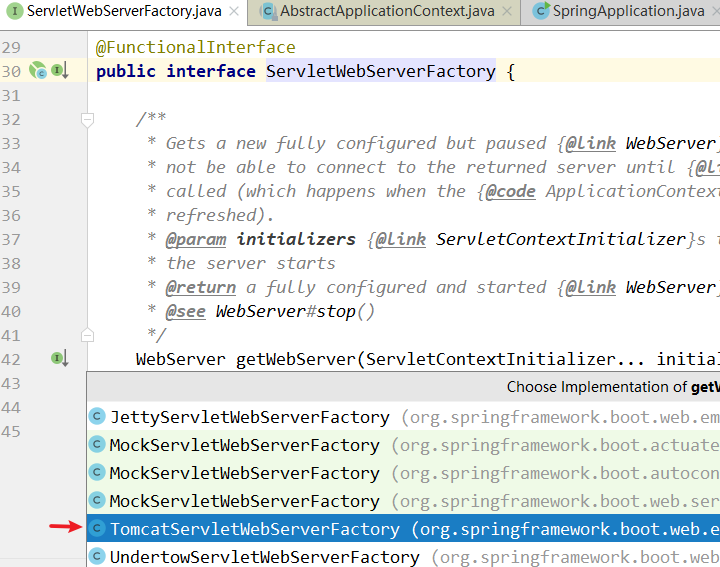 ServletWebServerFactory.java
AbstractApplicationContext.java
SpringApplication.java
29 @FunctionalInterface
30 public interface ServletWebServerFactory {
31
32 /**
33 * Gets a new fully configured but paused {@link WebServer}
34 * not be able to connect to the returned server until {@li
35 * called (which happens when the {@code ApplicationContext
36 * refreshed).
37 * @param initializers {@link ServletContextInitializer}s t
38 * the server starts
39 * @return a fully configured and started {@link WebServer}
40 * @see WebServer#stop()
41 */
42 WebServer getWebServer(ServletContextInitializer... initial
43
Choose Implementation of getW
44
JettyServletWebServerFactory (org.springframework.boot.web.em
45
MockServletWebServerFactory (org.springframework.boot.actuate
MockServletWebServerFactory (org.springframework.boot.autocon
MockServletWebServerFactory (org.springframework.boot.web.ser
TomcatServletWebServerFactory (org.springframework.boot.web.e
UndertowServletWebServerFactory (org.springframework.boot.web